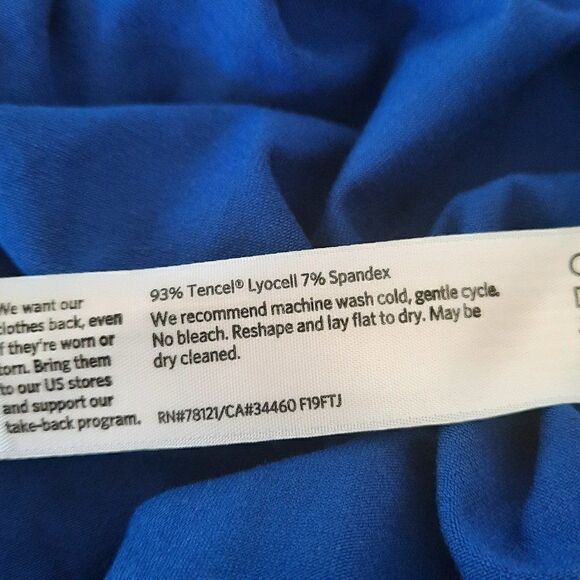 We want our
clothes back, even
if they're worn or
torn. Bring them
to our US stores
and support our
take-back program.
93% Tencel® Lyocell 7% Spandex
We recommend machine wash cold, gentle cycle.
No bleach. Reshape and lay flat to dry. May be
dry cleaned.
RN#78121/CA#34460 F19FTJ